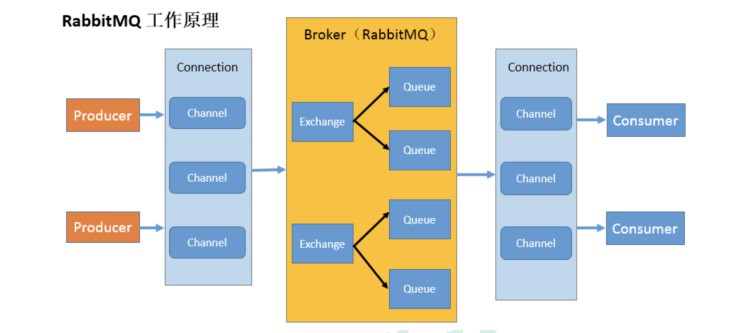 RabbitMQ 工作原理
Producer
Producer
Connection
Channel
Channel
Channel
Broker（RabbitMQ）
Exchange
Queue
Queue
Exchange
Queue
Queue
Connection
Channel
Channel
Channel
Consumer
Consumer